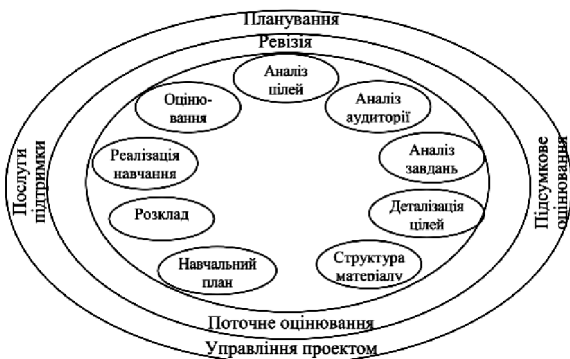 Планування
Ревізія
Аналіз
цілей
Оціню-
вання
Аналіз
аудиторії
Реалізація
навчання
Аналіз
завдань
Розклад
Деталізація
цілей
Навчальний
план
Структура
матеріалу
Послуги
підтримки
Підсумкове
оцінювання
Поточне оцінювання
Управління проектом